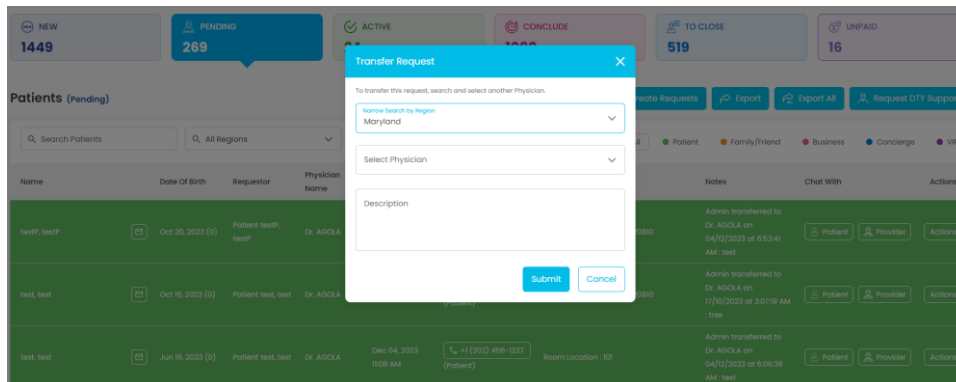 NEW
1449
PENDING
269
ACTIVE
CONCLUDE
TO CLOSE
519
UNPAID
16
Transfer Request
To transfer this request, search and select another Physician.
Narrow Search by Region
Maryland
Select Physician
Description
Submit
Cancel
Patients (Pending)
Create Requests
Export
Export All
Request DTY Suppor
Search Patients
All Regions
Patient
Family/Friend
Business
Concierge
Name
Date Of Birth
Requestor
Physician
Name
Notes
Chat With
Actions
testP, testP
Oct 20, 2023 (0)
Patient testP,
testP
Dr. AGOLA
Admin transferred to
Dr. AGOLA on
04/12/2023 at 6:53:41
AM : test
Patient
Provider
Actions
test, test
Oct 16, 2023 (0)
Patient test, test
Dr. AGOLA
(Patient)
Admin transferred to
Dr. AGOLA on
17/10/2023 at 3:07:19 AM
Patient
Provider
Actions
test, test
Jun 16, 2023 (0)
Patient test, test
Dr. AGOLA
Dec 04, 2023
11:08 AM
+1 (202) 456-1237
(Patient)
Room Location : 101
Admin transferred to
Dr. AGOLA on
04/12/2023 at 6:06:36
AM : test
Patient
Provider
Actions